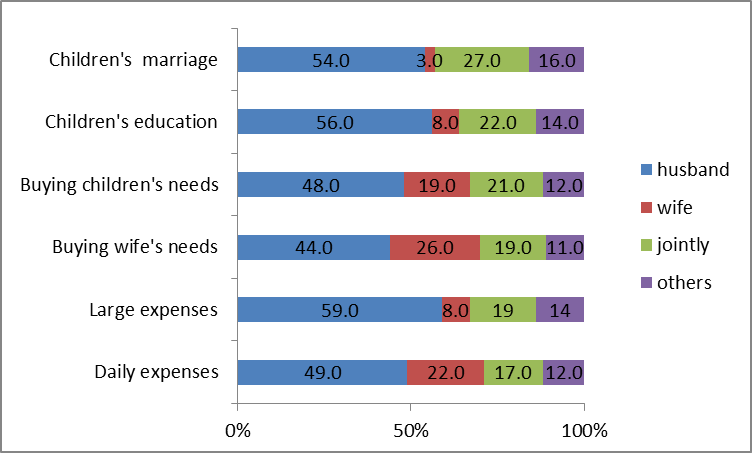 Children's  marriage 54.0 3.0 27.0 16.0
Children's education 56.0 8.0 22.0 14.0
Buying children's needs 48.0 19.0 21.0 12.0
Buying wife's needs 44.0 26.0 19.0 11.0
Large expenses 59.0 8.0 19 14
Daily expenses 49.0 22.0 17.0 12.0
0% 50% 100%
husband
wife
jointly
others